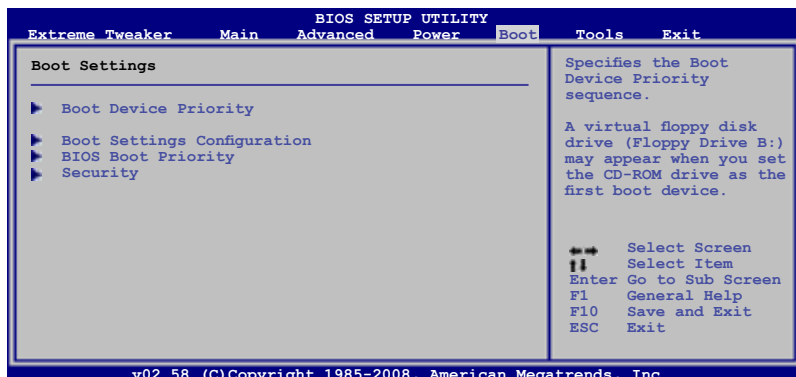 BIOS SETUP UTILITY
Extreme Tweaker Main Advanced Power Boot Tools Exit
Boot Settings
Boot Device Priority
Boot Settings Configuration
BIOS Boot Priority
Security
Specifies the Boot
Device Priority
sequence.
A virtual floppy disk
drive (Floppy Drive B:)
may appear when you set
the CD-ROM drive as the
first boot device.
Select Screen
Select Item
Enter Go to Sub Screen
F1 General Help
F10 Save and Exit
ESC Exit
v02.58 (C)Copyright 1985-2008, American Megatrends, Inc.